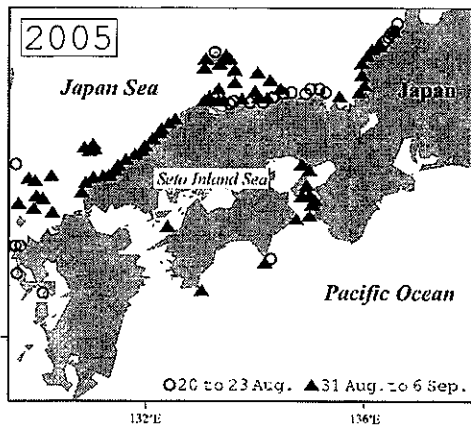 2005
Japan Sea
Japan
Seto Inland Sea
Pacific Ocean
20 to 23 Aug. 31 Aug. to 6 Sep.
132°E 136°E